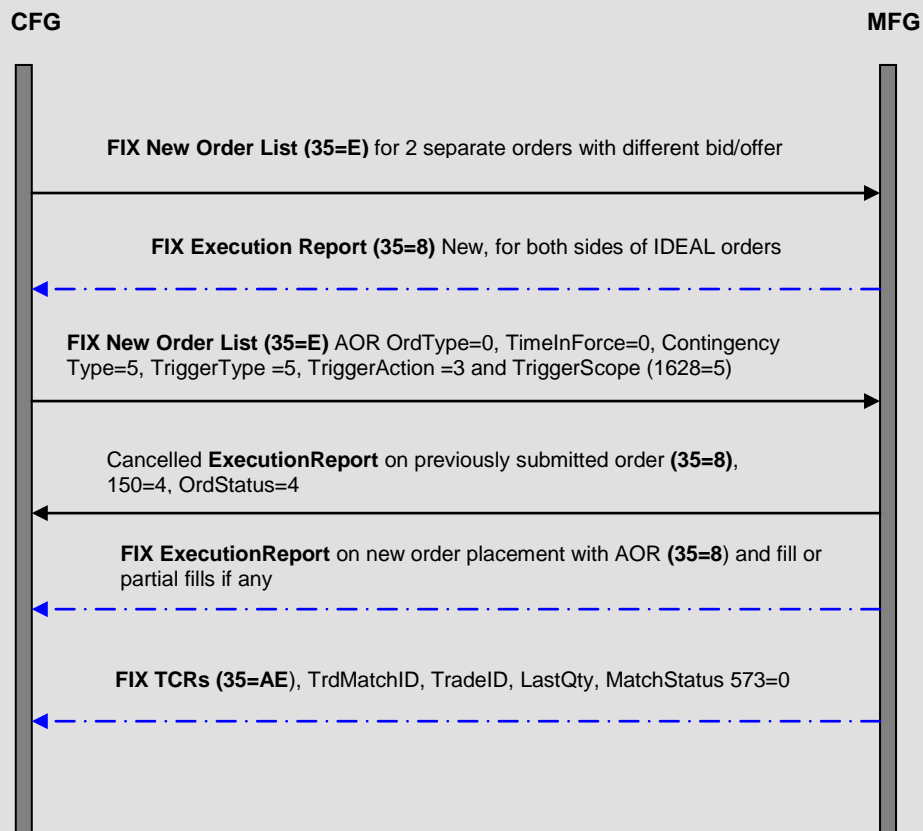 CFG
MFG
FIX New Order List (35=E) for 2 separate orders with different bid/offer
FIX Execution Report (35=8) New, for both sides of IDEAL orders
FIX New Order List (35=E) AOR OrdType=0, TimeInForce=0, Contingency
Type=5, TriggerType =5, TriggerAction =3 and TriggerScope (1628=5)
Cancelled ExecutionReport on previously submitted order (35=8),
150=4, OrdStatus=4
FIX ExecutionReport on new order placement with AOR (35=8) and fill or
partial fills if any
FIX TCRs (35=AE), TrdMatchID, TradeID, LastQty, MatchStatus 573=0